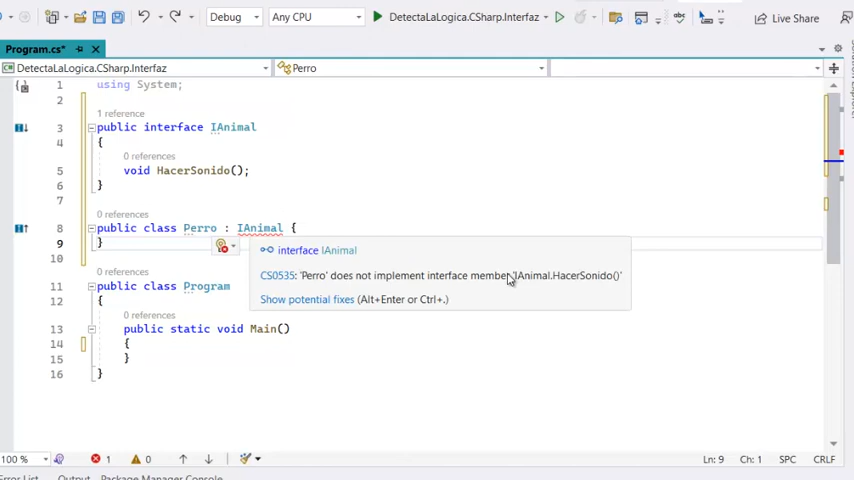 Debug Any CPU DetectaLaLogica.CSharp.Interfaz Live Share
Program.cs*
DetectaLaLogica.CSharp.Interfaz Perro
1 using System;
2
1 reference
3 public interface IAnimal
4 {
0 references
5 void HacerSonido();
6 }
7
0 references
8 public class Perro : IAnimal {
9 }
interface IAnimal
10
CS0535: 'Perro' does not implement interface member 'IAnimal.HacerSonido()'
0 references
11 public class Program
Show potential fixes (Alt+Enter or Ctrl+.)
12 {
0 references
13 public static void Main()
14 {
15 }
16 }
100 % 1 0 Ln: 9 Ch: 1 SPC CRLF
Error List Output Package Manager Console